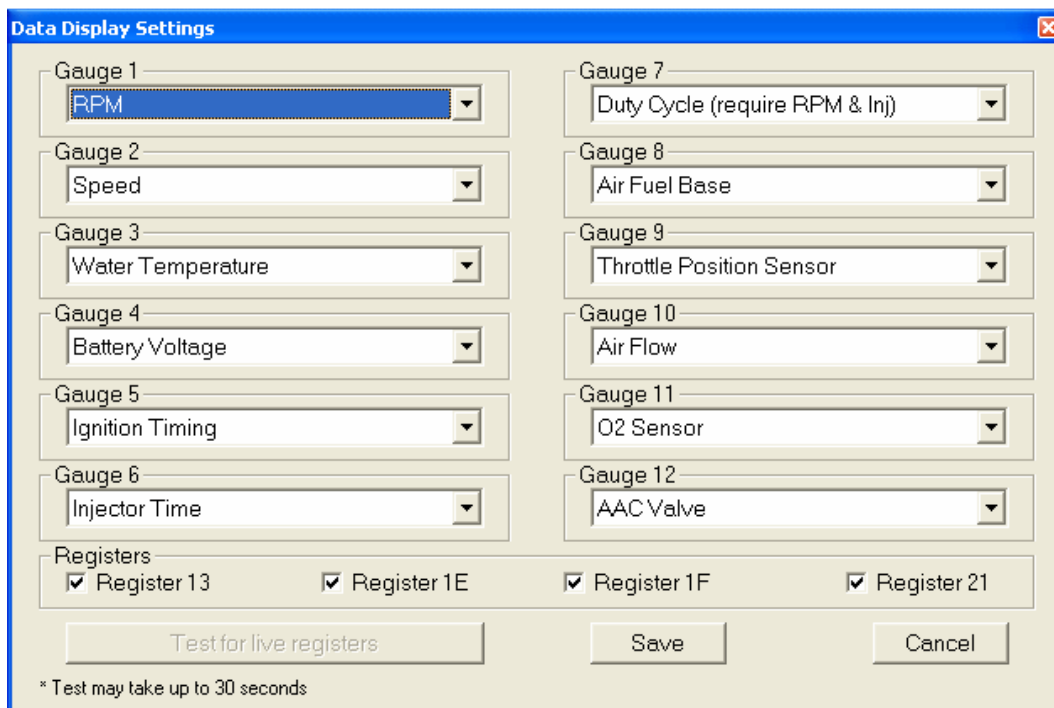 Data Display Settings
Gauge 1
RPM
Gauge 2
Speed
Gauge 3
Water Temperature
Gauge 4
Battery Voltage
Gauge 5
Ignition Timing
Gauge 6
Injector Time
Gauge 7
Duty Cycle (require RPM & Inj)
Gauge 8
Air Fuel Base
Gauge 9
Throttle Position Sensor
Gauge 10
Air Flow
Gauge 11
O2 Sensor
Gauge 12
AAC Valve
Registers
Register 13 Register 1E Register 1F Register 21
Test for live registers Save Cancel
* Test may take up to 30 seconds